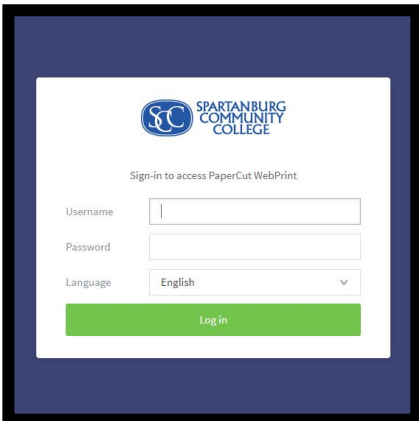 SCC
SPARTANBURG
COMMUNITY
COLLEGE
Sign-in to access PaperCut WebPrint
Username
Password
Language English
Log in